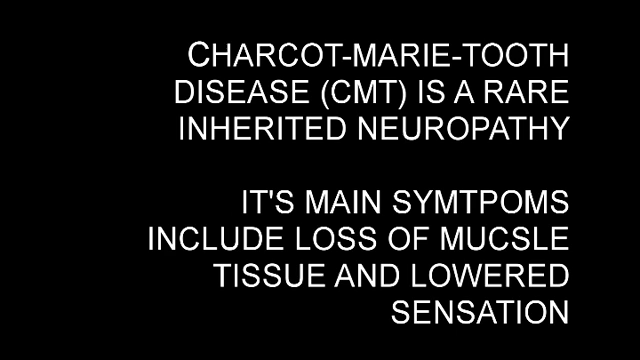 CHARCOT-MARIE-TOOTH
DISEASE (CMT) IS A RARE
INHERITED NEUROPATHY
IT'S MAIN SYMTPOMS
INCLUDE LOSS OF MUCSLE
TISSUE AND LOWERED
SENSATION